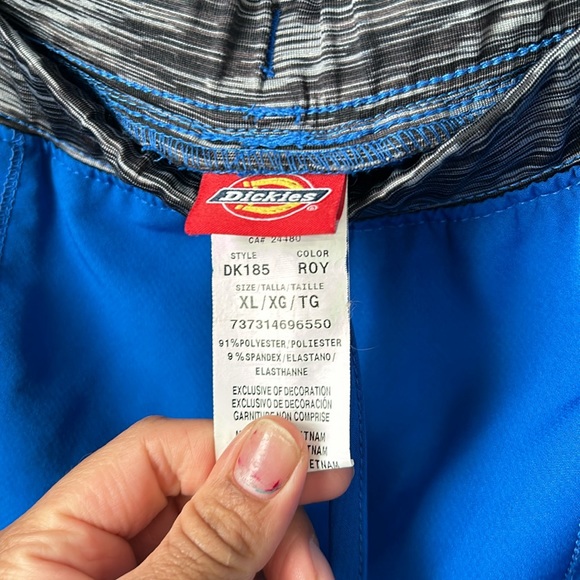 Dickies
CA# 24480
STYLE COLOR
DK185 ROY
SIZE/TALLA/TAILLE
XL/XG/TG
737314696550
91%POLYESTER/POLIESTER
9%SPANDEX/ELASTANO/
ELASTHANNE
EXCLUSIVE OF DECORATION
EXCLUSIVO DE DECORACIÓN
GARNITURE NON COMPRISE